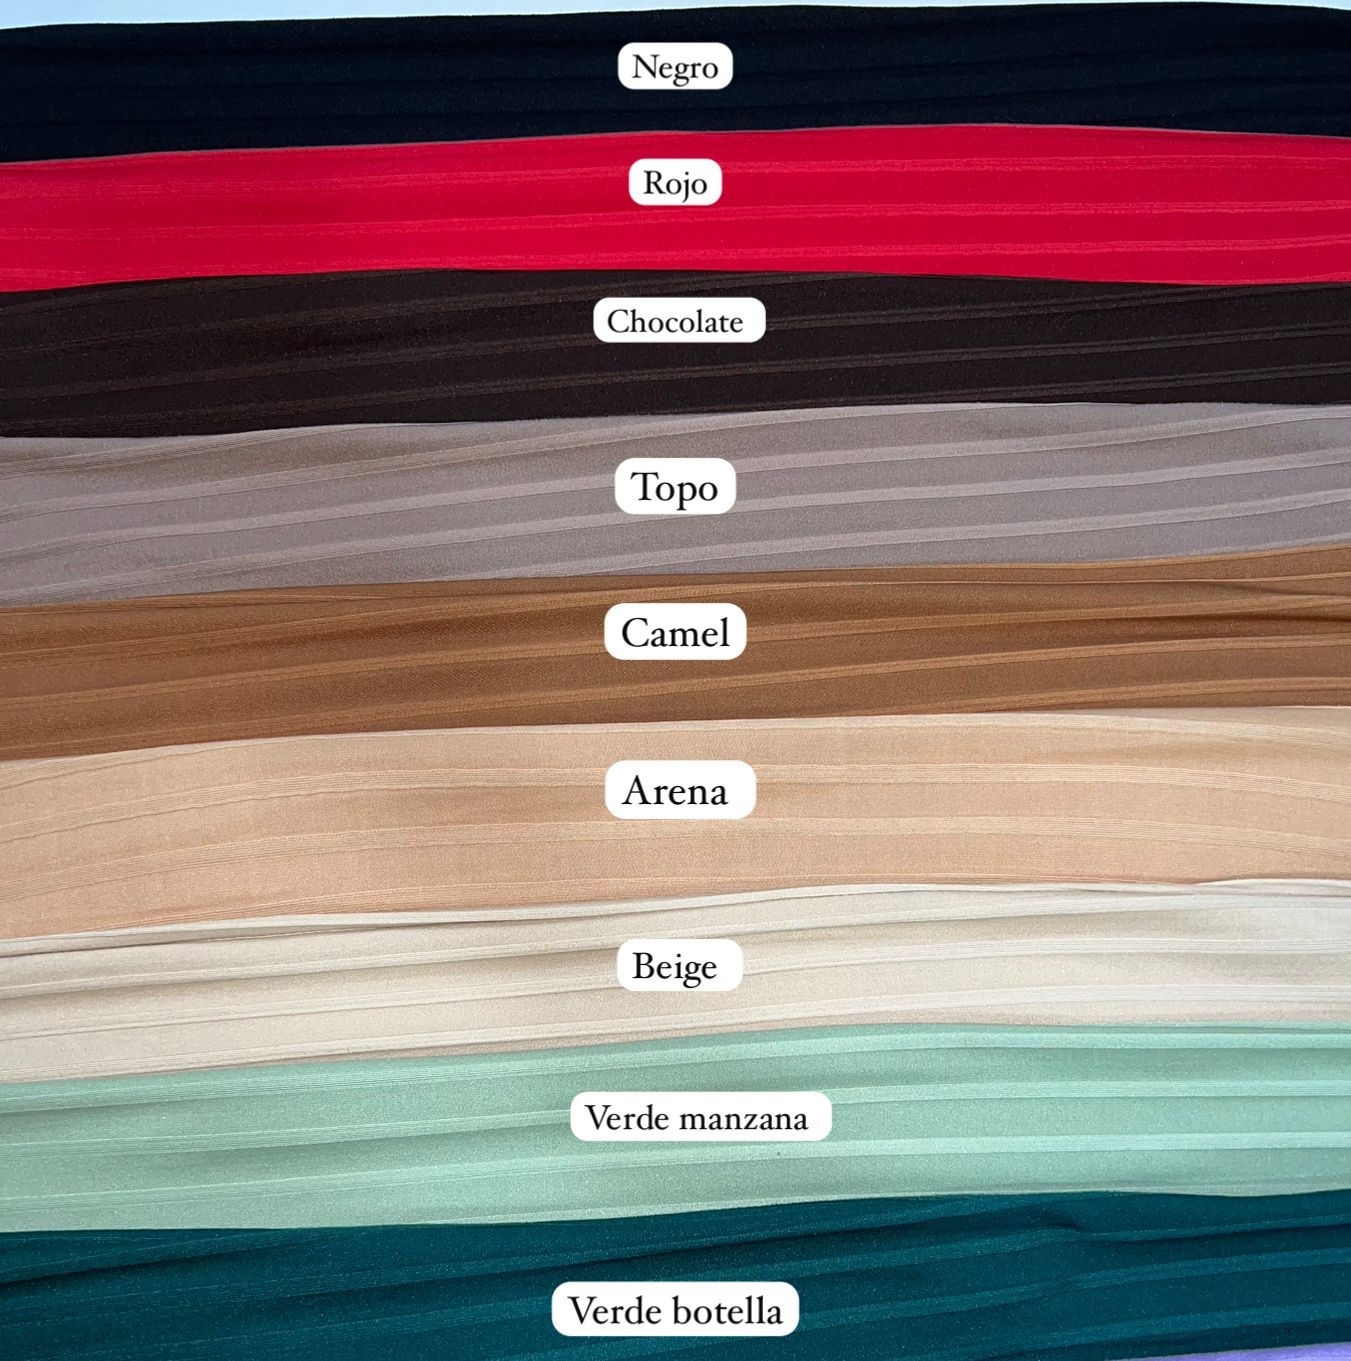 Negro
Rojo
Chocolate
Topo
Camel
Arena
Beige
Verde manzana
Verde botella